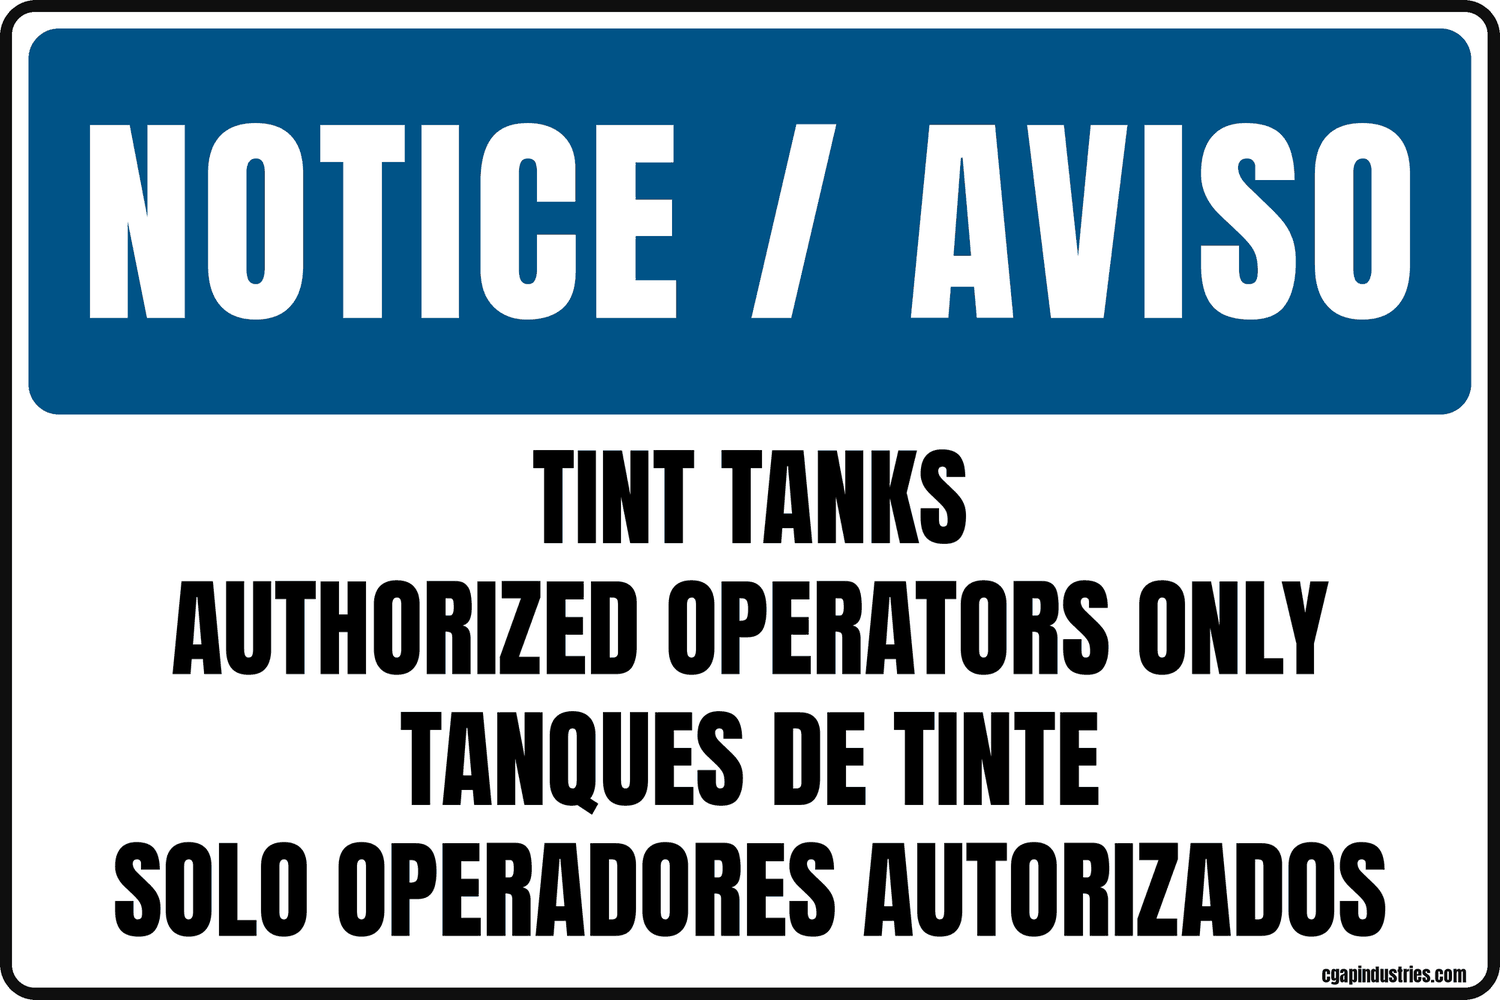 NOTICE / AVISO
TINT TANKS
AUTHORIZED OPERATORS ONLY
TANQUES DE TINTE
SOLO OPERADORES AUTORIZADOS
cgapindustries.com